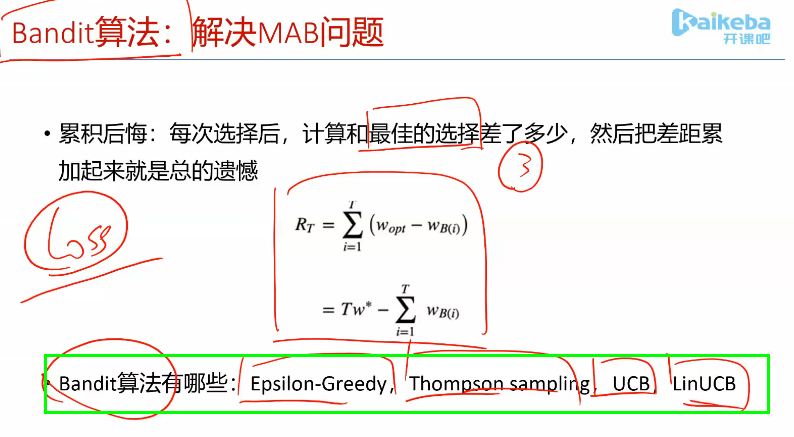 Bandit算法：解决MAB问题
Kaikeba
开课吧
• 累积后悔：每次选择后，计算和最佳的选择差了多少，然后把差距累
加起来就是总的遗憾
3
Loss
R_T = ∑_{i=1}^{T} (w_{opt} − w_{B(i)})
= Tw* − ∑_{i=1}^{T} w_{B(i)}
Bandit算法有哪些：Epsilon-Greedy，Thompson sampling，UCB，LinUCB